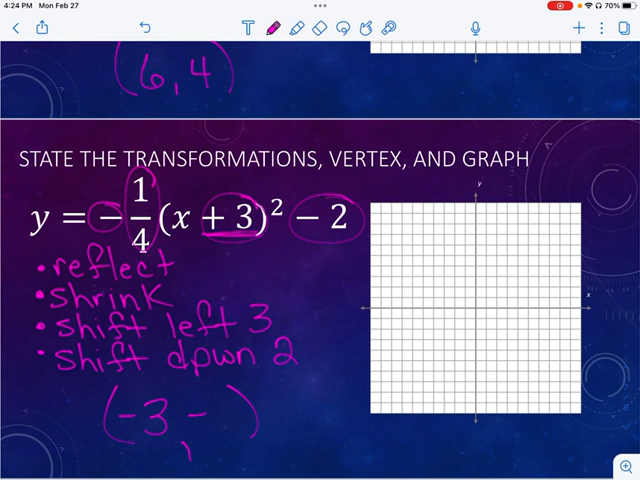 4:24 PM Mon Feb 27
70%
(6,4)
STATE THE TRANSFORMATIONS, VERTEX, AND GRAPH
y = -1/4(x + 3)² - 2
• reflect
• shrink
• shift left 3
• shift dpwn 2
(-3, - )
y
x